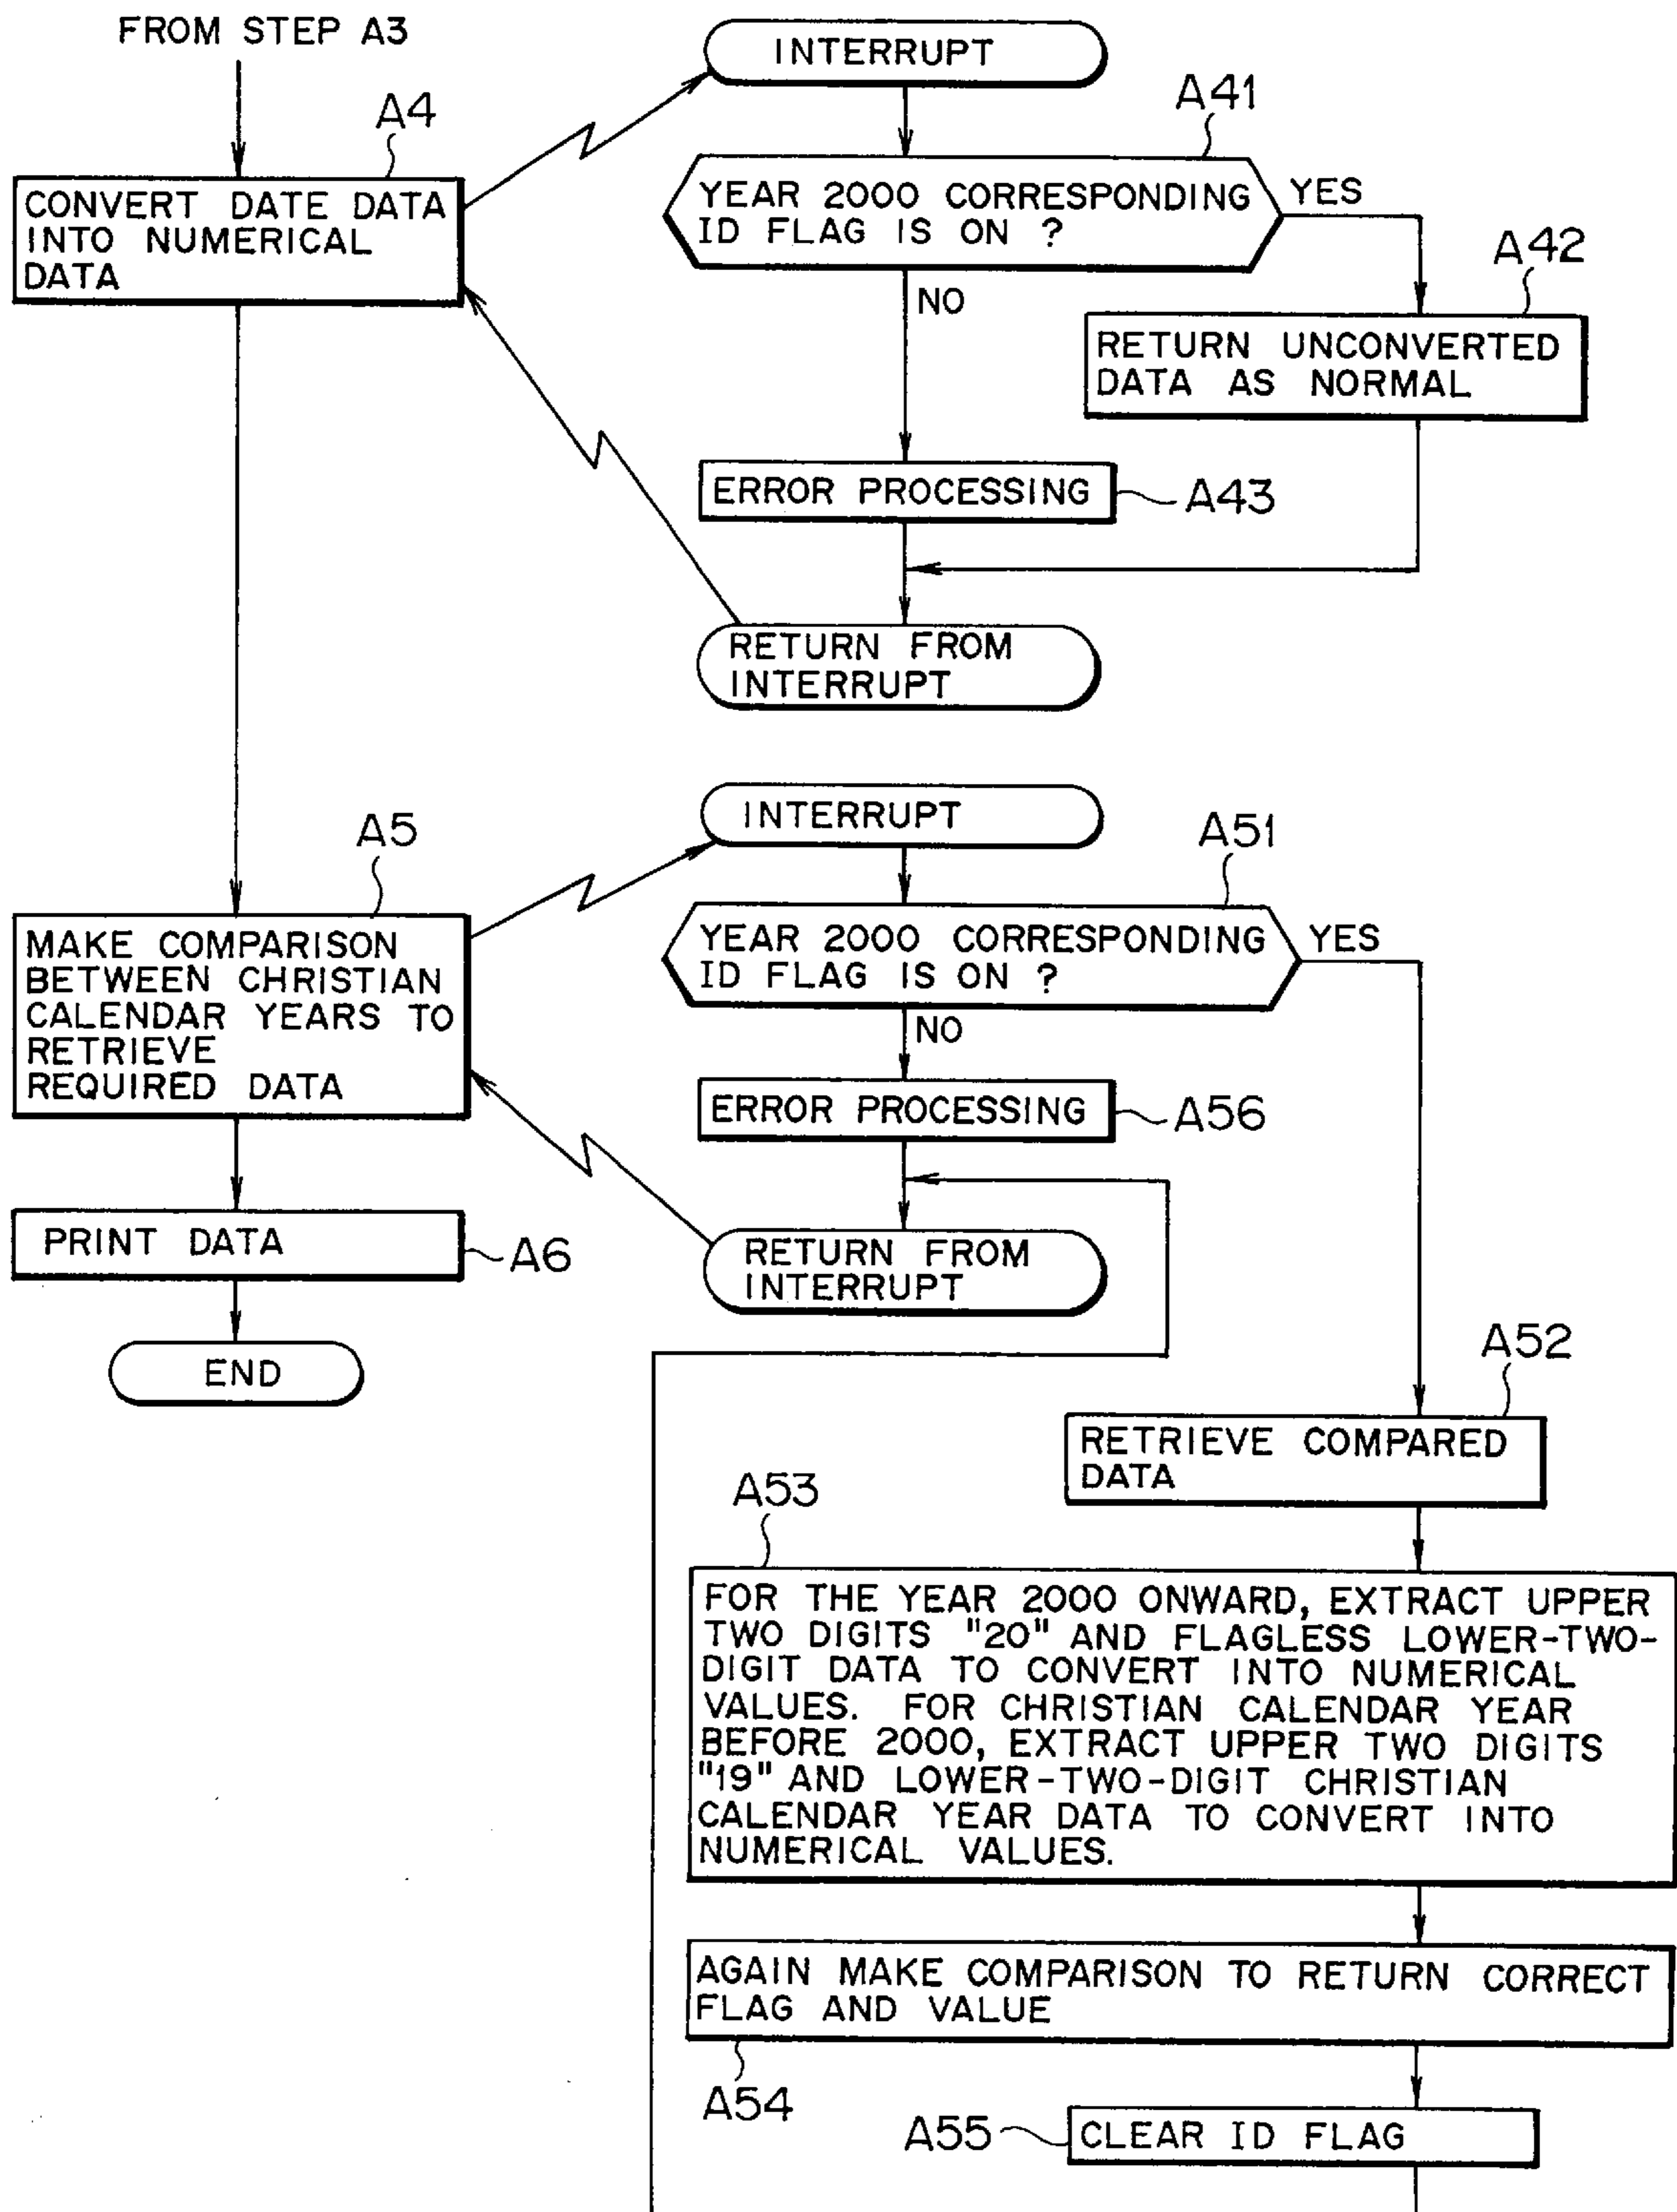 FROM STEP A3
A4
CONVERT DATE DATA
INTO NUMERICAL
DATA
INTERRUPT
A41
YEAR 2000 CORRESPONDING
ID FLAG IS ON ?
YES
NO
A42
RETURN UNCONVERTED
DATA AS NORMAL
ERROR PROCESSING
A43
RETURN FROM
INTERRUPT
A5
MAKE COMPARISON
BETWEEN CHRISTIAN
CALENDAR YEARS TO
RETRIEVE
REQUIRED DATA
INTERRUPT
A51
YEAR 2000 CORRESPONDING
ID FLAG IS ON ?
YES
NO
ERROR PROCESSING
A56
RETURN FROM
INTERRUPT
PRINT DATA
A6
END
A52
RETRIEVE COMPARED
DATA
A53
FOR THE YEAR 2000 ONWARD, EXTRACT UPPER
TWO DIGITS "20" AND FLAGLESS LOWER-TWO-
DIGIT DATA TO CONVERT INTO NUMERICAL
VALUES. FOR CHRISTIAN CALENDAR YEAR
BEFORE 2000, EXTRACT UPPER TWO DIGITS
"19" AND LOWER-TWO-DIGIT CHRISTIAN
CALENDAR YEAR DATA TO CONVERT INTO
NUMERICAL VALUES.
AGAIN MAKE COMPARISON TO RETURN CORRECT
FLAG AND VALUE
A54
A55
CLEAR ID FLAG